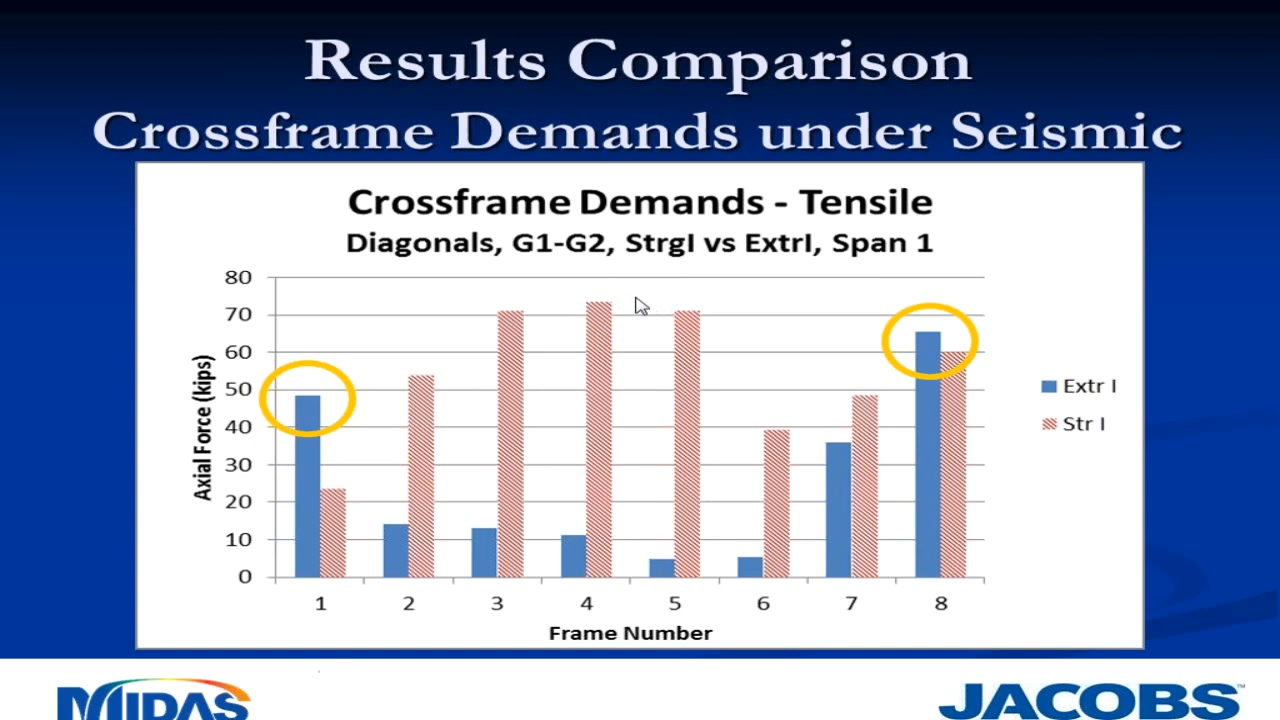 Results Comparison
Crossframe Demands under Seismic
Crossframe Demands - Tensile
Diagonals, G1-G2, StrgI vs ExtrI, Span 1
80
70
60
50
40
30
20
10
0
Axial Force (kips)
1 2 3 4 5 6 7 8
Frame Number
Extr I
Str I
MIDAS
JACOBS™